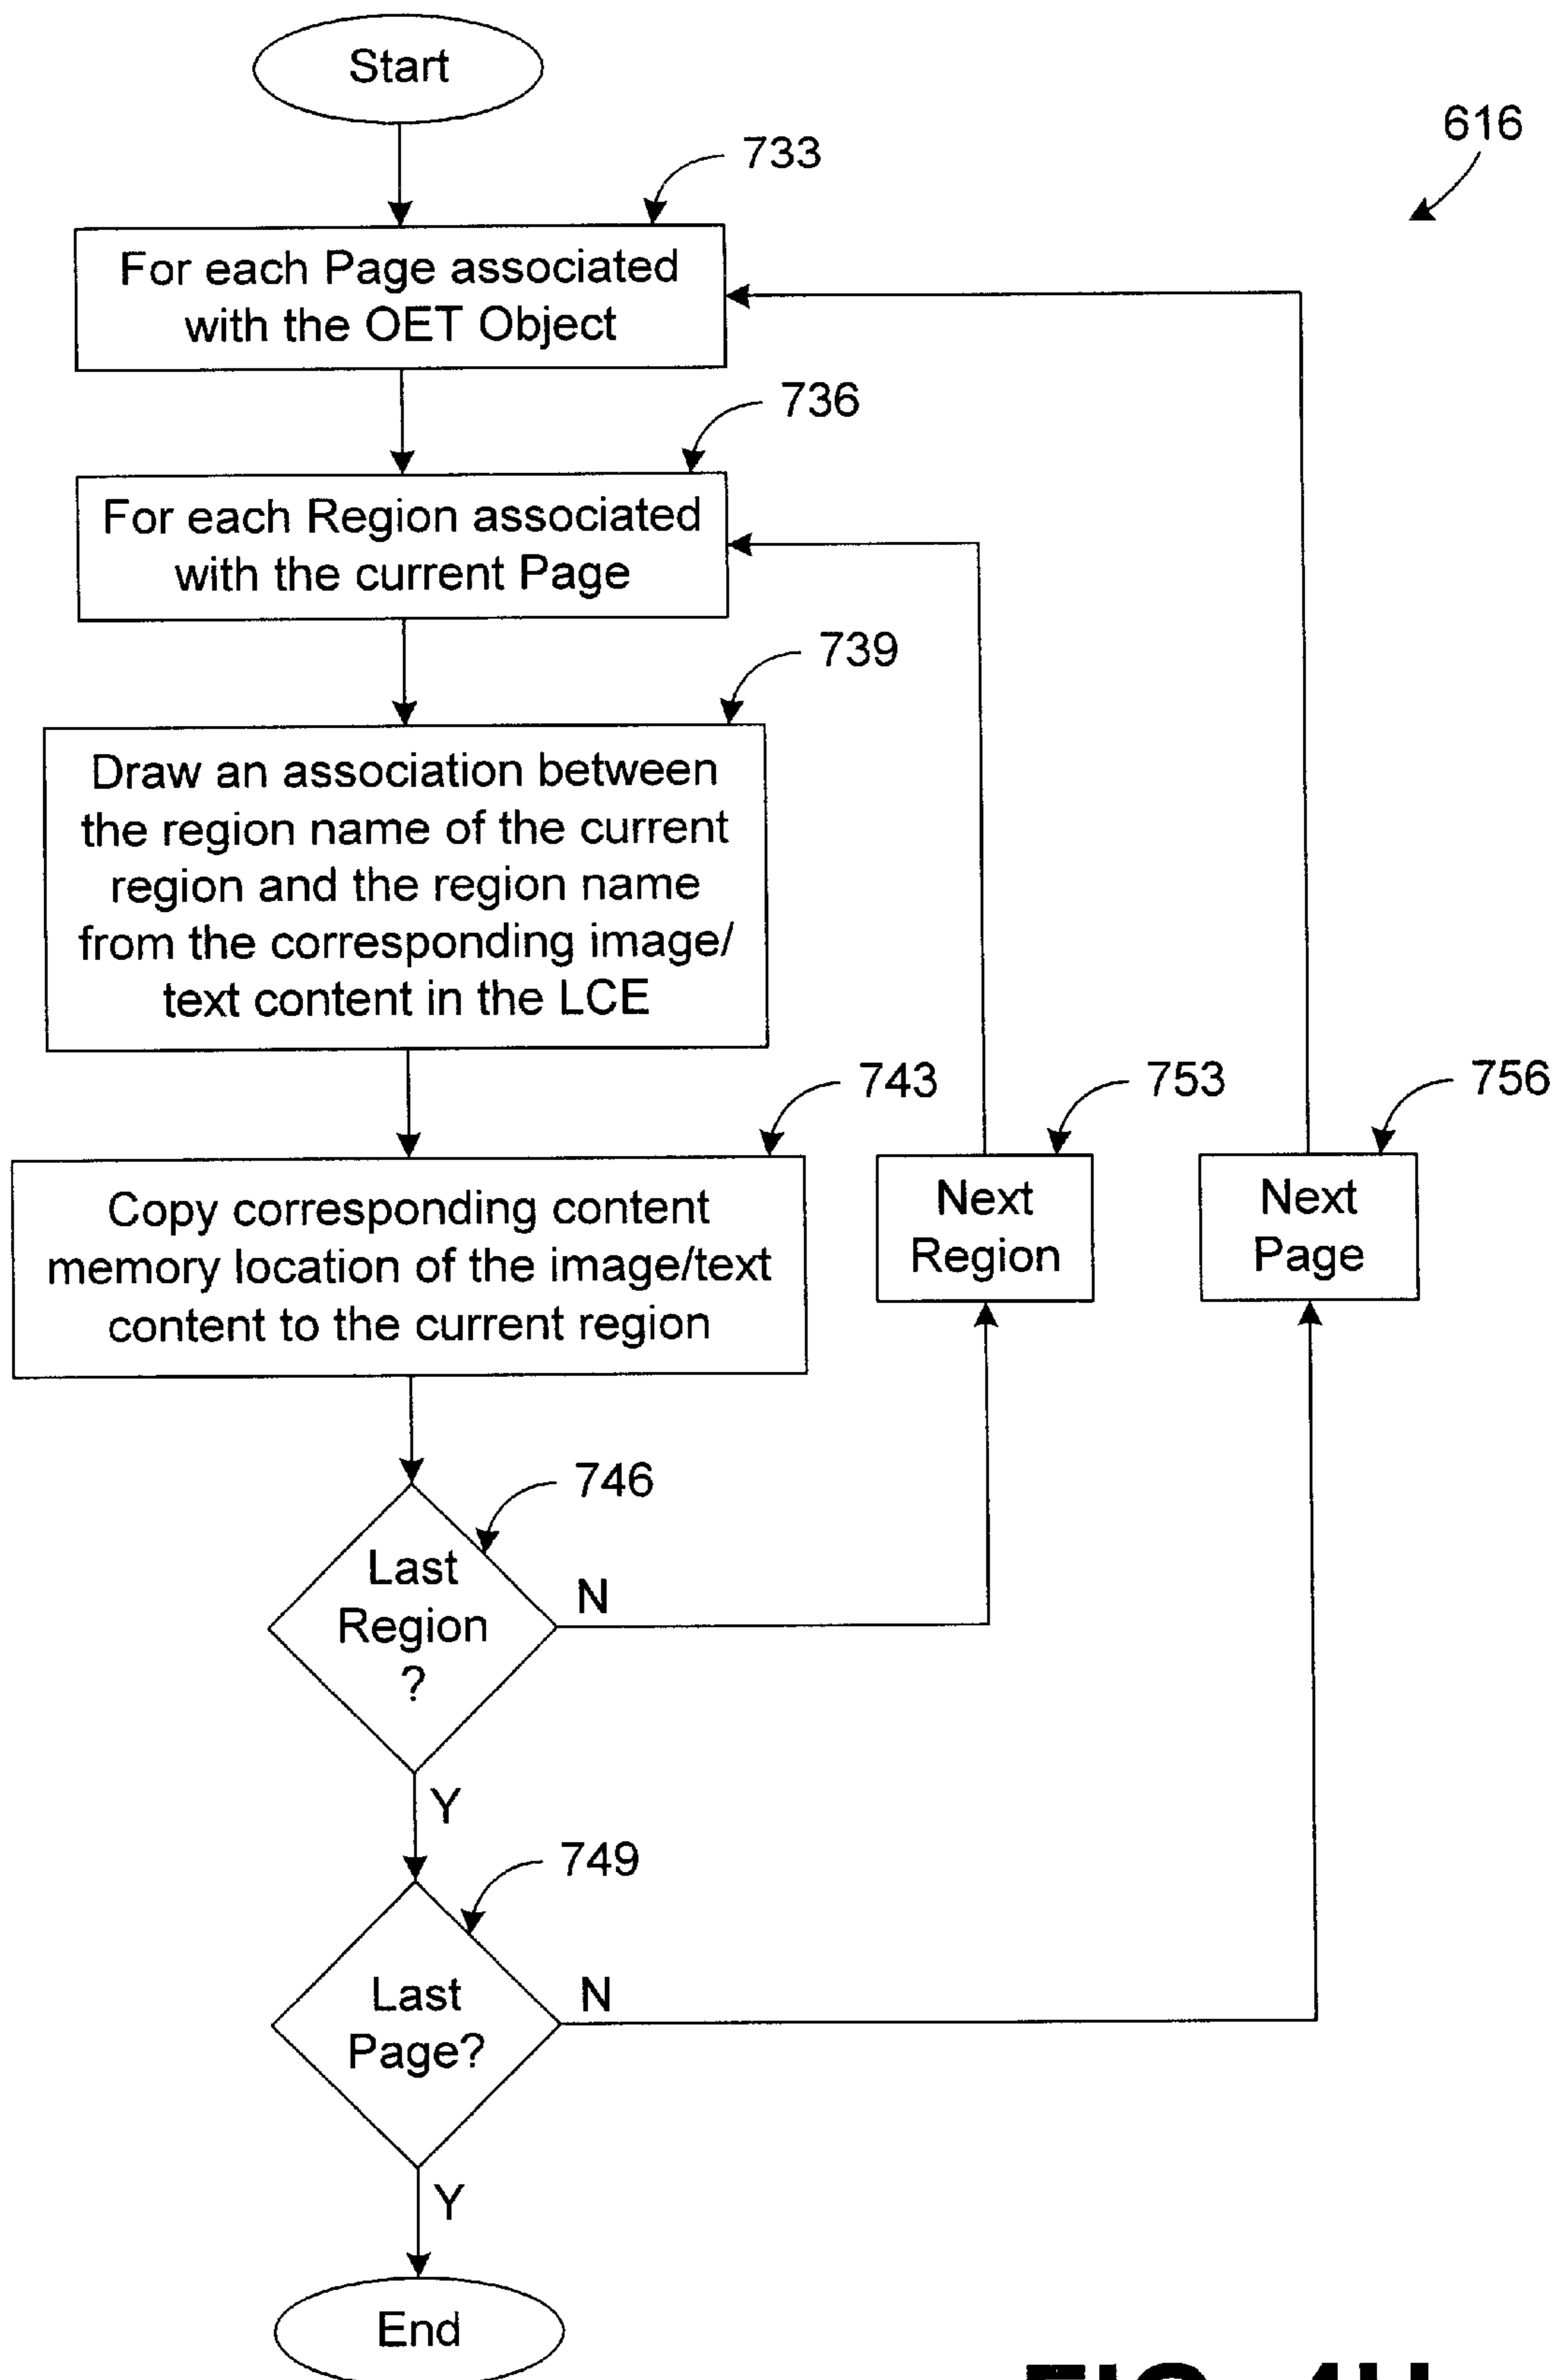 Start
616
733
For each Page associated
with the OET Object
736
For each Region associated
with the current Page
739
Draw an association between
the region name of the current
region and the region name
from the corresponding image/
text content in the LCE
743
753
756
Copy corresponding content
memory location of the image/text
content to the current region
Next
Region
Next
Page
746
Last
Region
?
N
Y
749
Last
Page?
N
Y
End